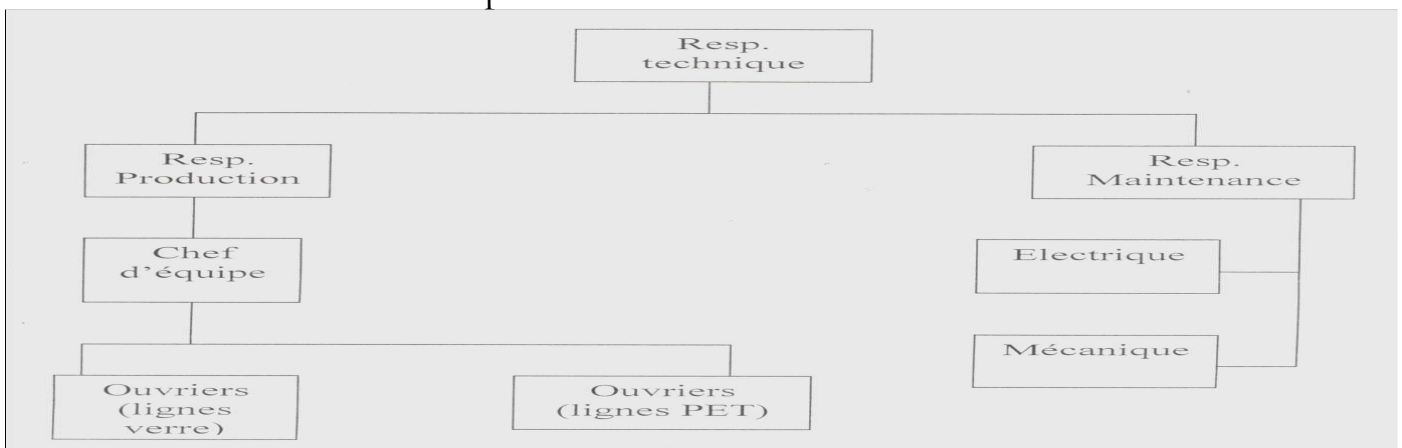 Resp.
technique
Resp.
Production
Resp.
Maintenance
Chef
d'équipe
Electrique
Mécanique
Ouvriers
(lignes
verre)
Ouvriers
(lignes PET)